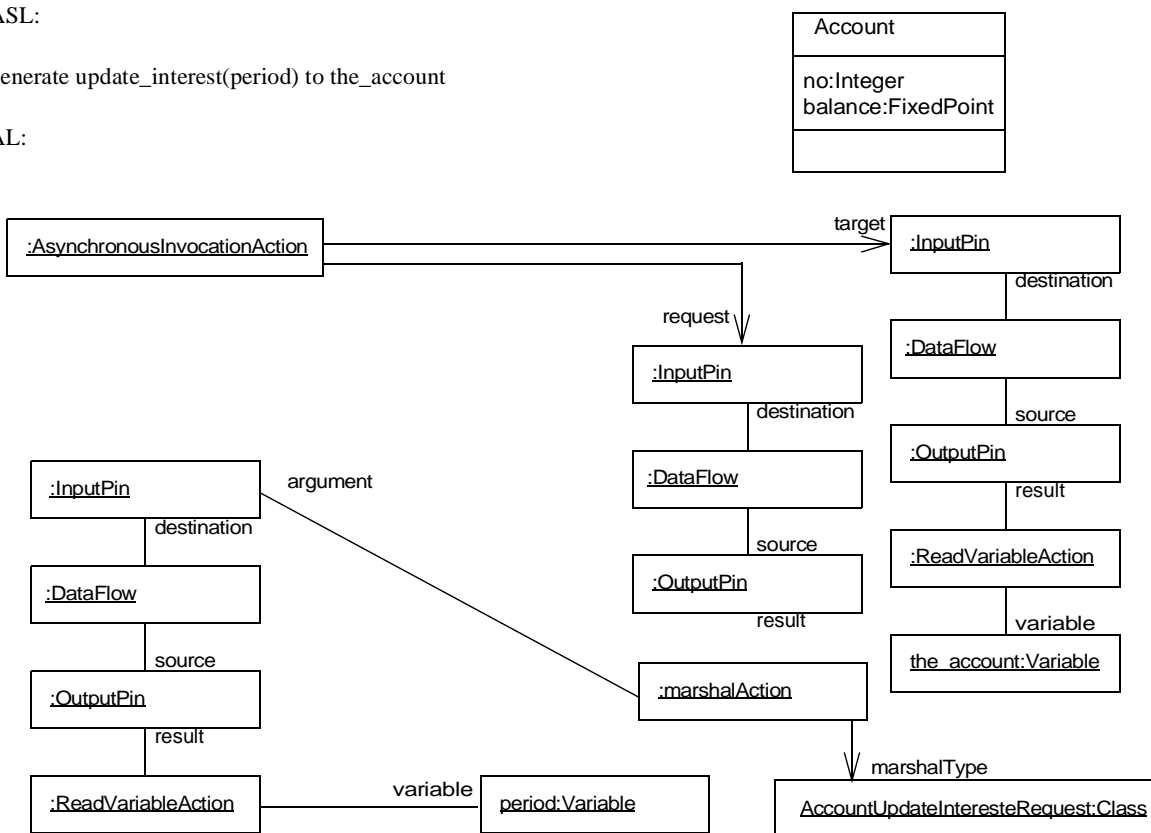 ASL:
enerate update_interest(period) to the_account
AL:
Account
no:Integer
balance:FixedPoint
:AsynchronousInvocationAction
target
:InputPin
destination
request
:InputPin
:DataFlow
destination
source
:OutputPin
:InputPin
argument
:DataFlow
result
destination
source
:ReadVariableAction
:DataFlow
:OutputPin
result
variable
source
the_account:Variable
:OutputPin
:marshalAction
result
marshalType
:ReadVariableAction
variable
period:Variable
AccountUpdateInteresteRequest:Class